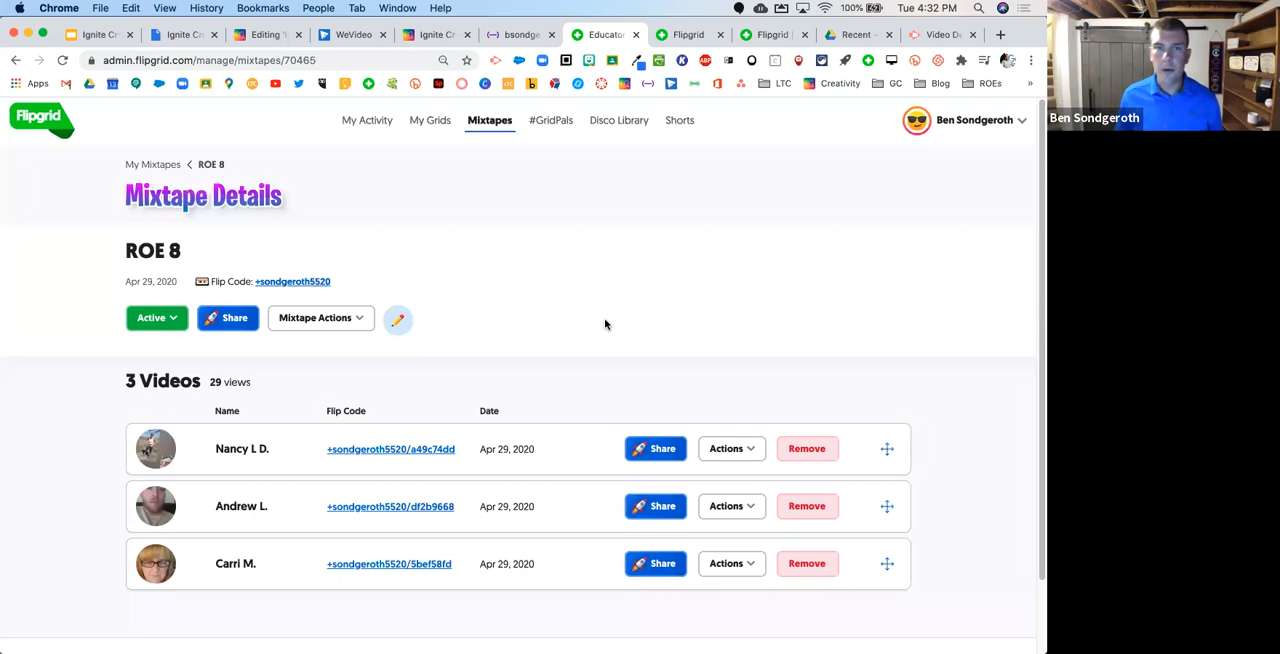 Chrome File Edit View History Bookmarks People Tab Window Help 100% Tue 4:32 PM
Ignite Cr Ignite Cr Editing 'I WeVideo Ignite Cr bsondge Educator Flipgrid Flipgrid | Recent - Video De
admin.flipgrid.com/manage/mixtapes/70465
Apps LTC Creativity GC Blog ROEs »
Flipgrid My Activity My Grids Mixtapes #GridPals Disco Library Shorts Ben Sondgeroth
My Mixtapes < ROE 8
Mixtape Details
ROE 8
Apr 29, 2020 Flip Code: +sondgeroth5520
Active Share Mixtape Actions
3 Videos 29 views
Name Flip Code Date
Nancy L D. +sondgeroth5520/a49c74dd Apr 29, 2020 Share Actions Remove
Andrew L. +sondgeroth5520/df2b9668 Apr 29, 2020 Share Actions Remove
Carri M. +sondgeroth5520/5bef58fd Apr 29, 2020 Share Actions Remove
Ben Sondgeroth